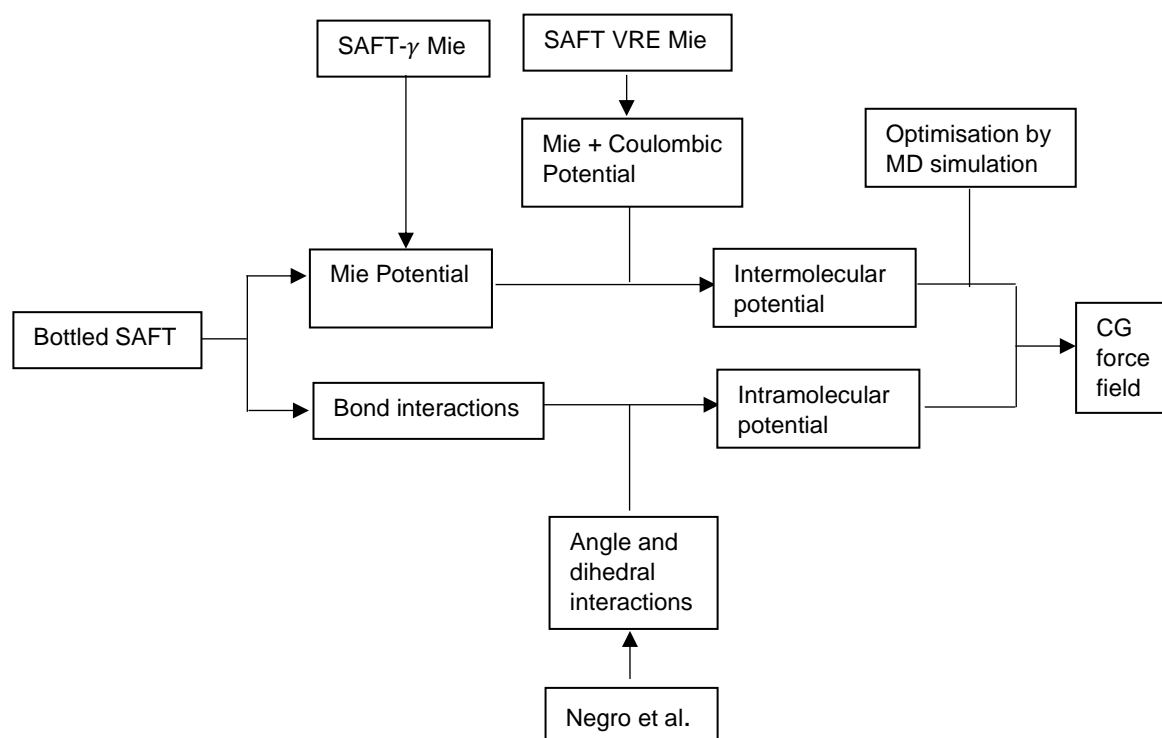 SAFT-γ Mie
SAFT VRE Mie
Mie + Coulombic
Potential
Optimisation by
MD simulation
Mie Potential
Intermolecular
potential
Bottled SAFT
CG
force
field
Bond interactions
Intramolecular
potential
Angle and
dihedral
interactions
Negro et al.